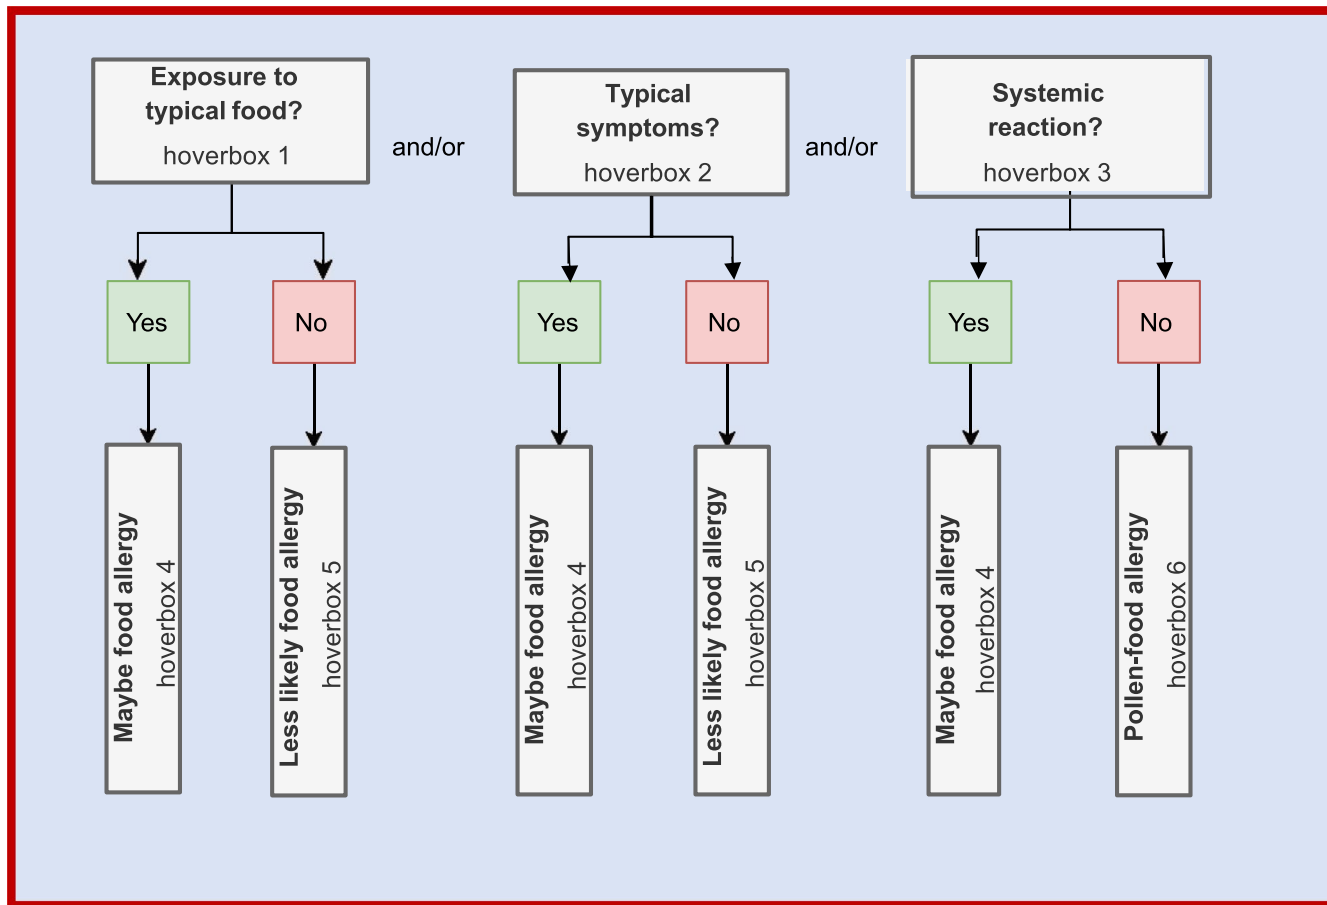 Exposure to
typical food?
hoverbox 1
and/or
Typical
symptoms?
hoverbox 2
and/or
Systemic
reaction?
hoverbox 3
Yes
No
Yes
No
Yes
No
Maybe food allergy
hoverbox 4
Less likely food allergy
hoverbox 5
Maybe food allergy
hoverbox 4
Less likely food allergy
hoverbox 5
Maybe food allergy
hoverbox 4
Pollen-food allergy
hoverbox 6